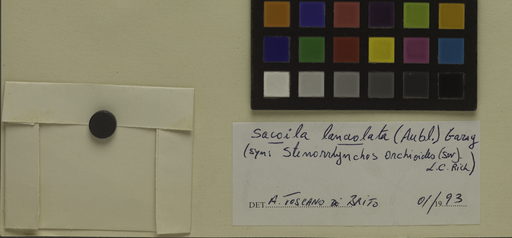 Sacoila lanceolata (Aubl.) Garay
(syn: Stenorrhynchos orchioides (Sw).
L.C. Rich)
DET. A. TOSCANO DE BRITO 01/1993